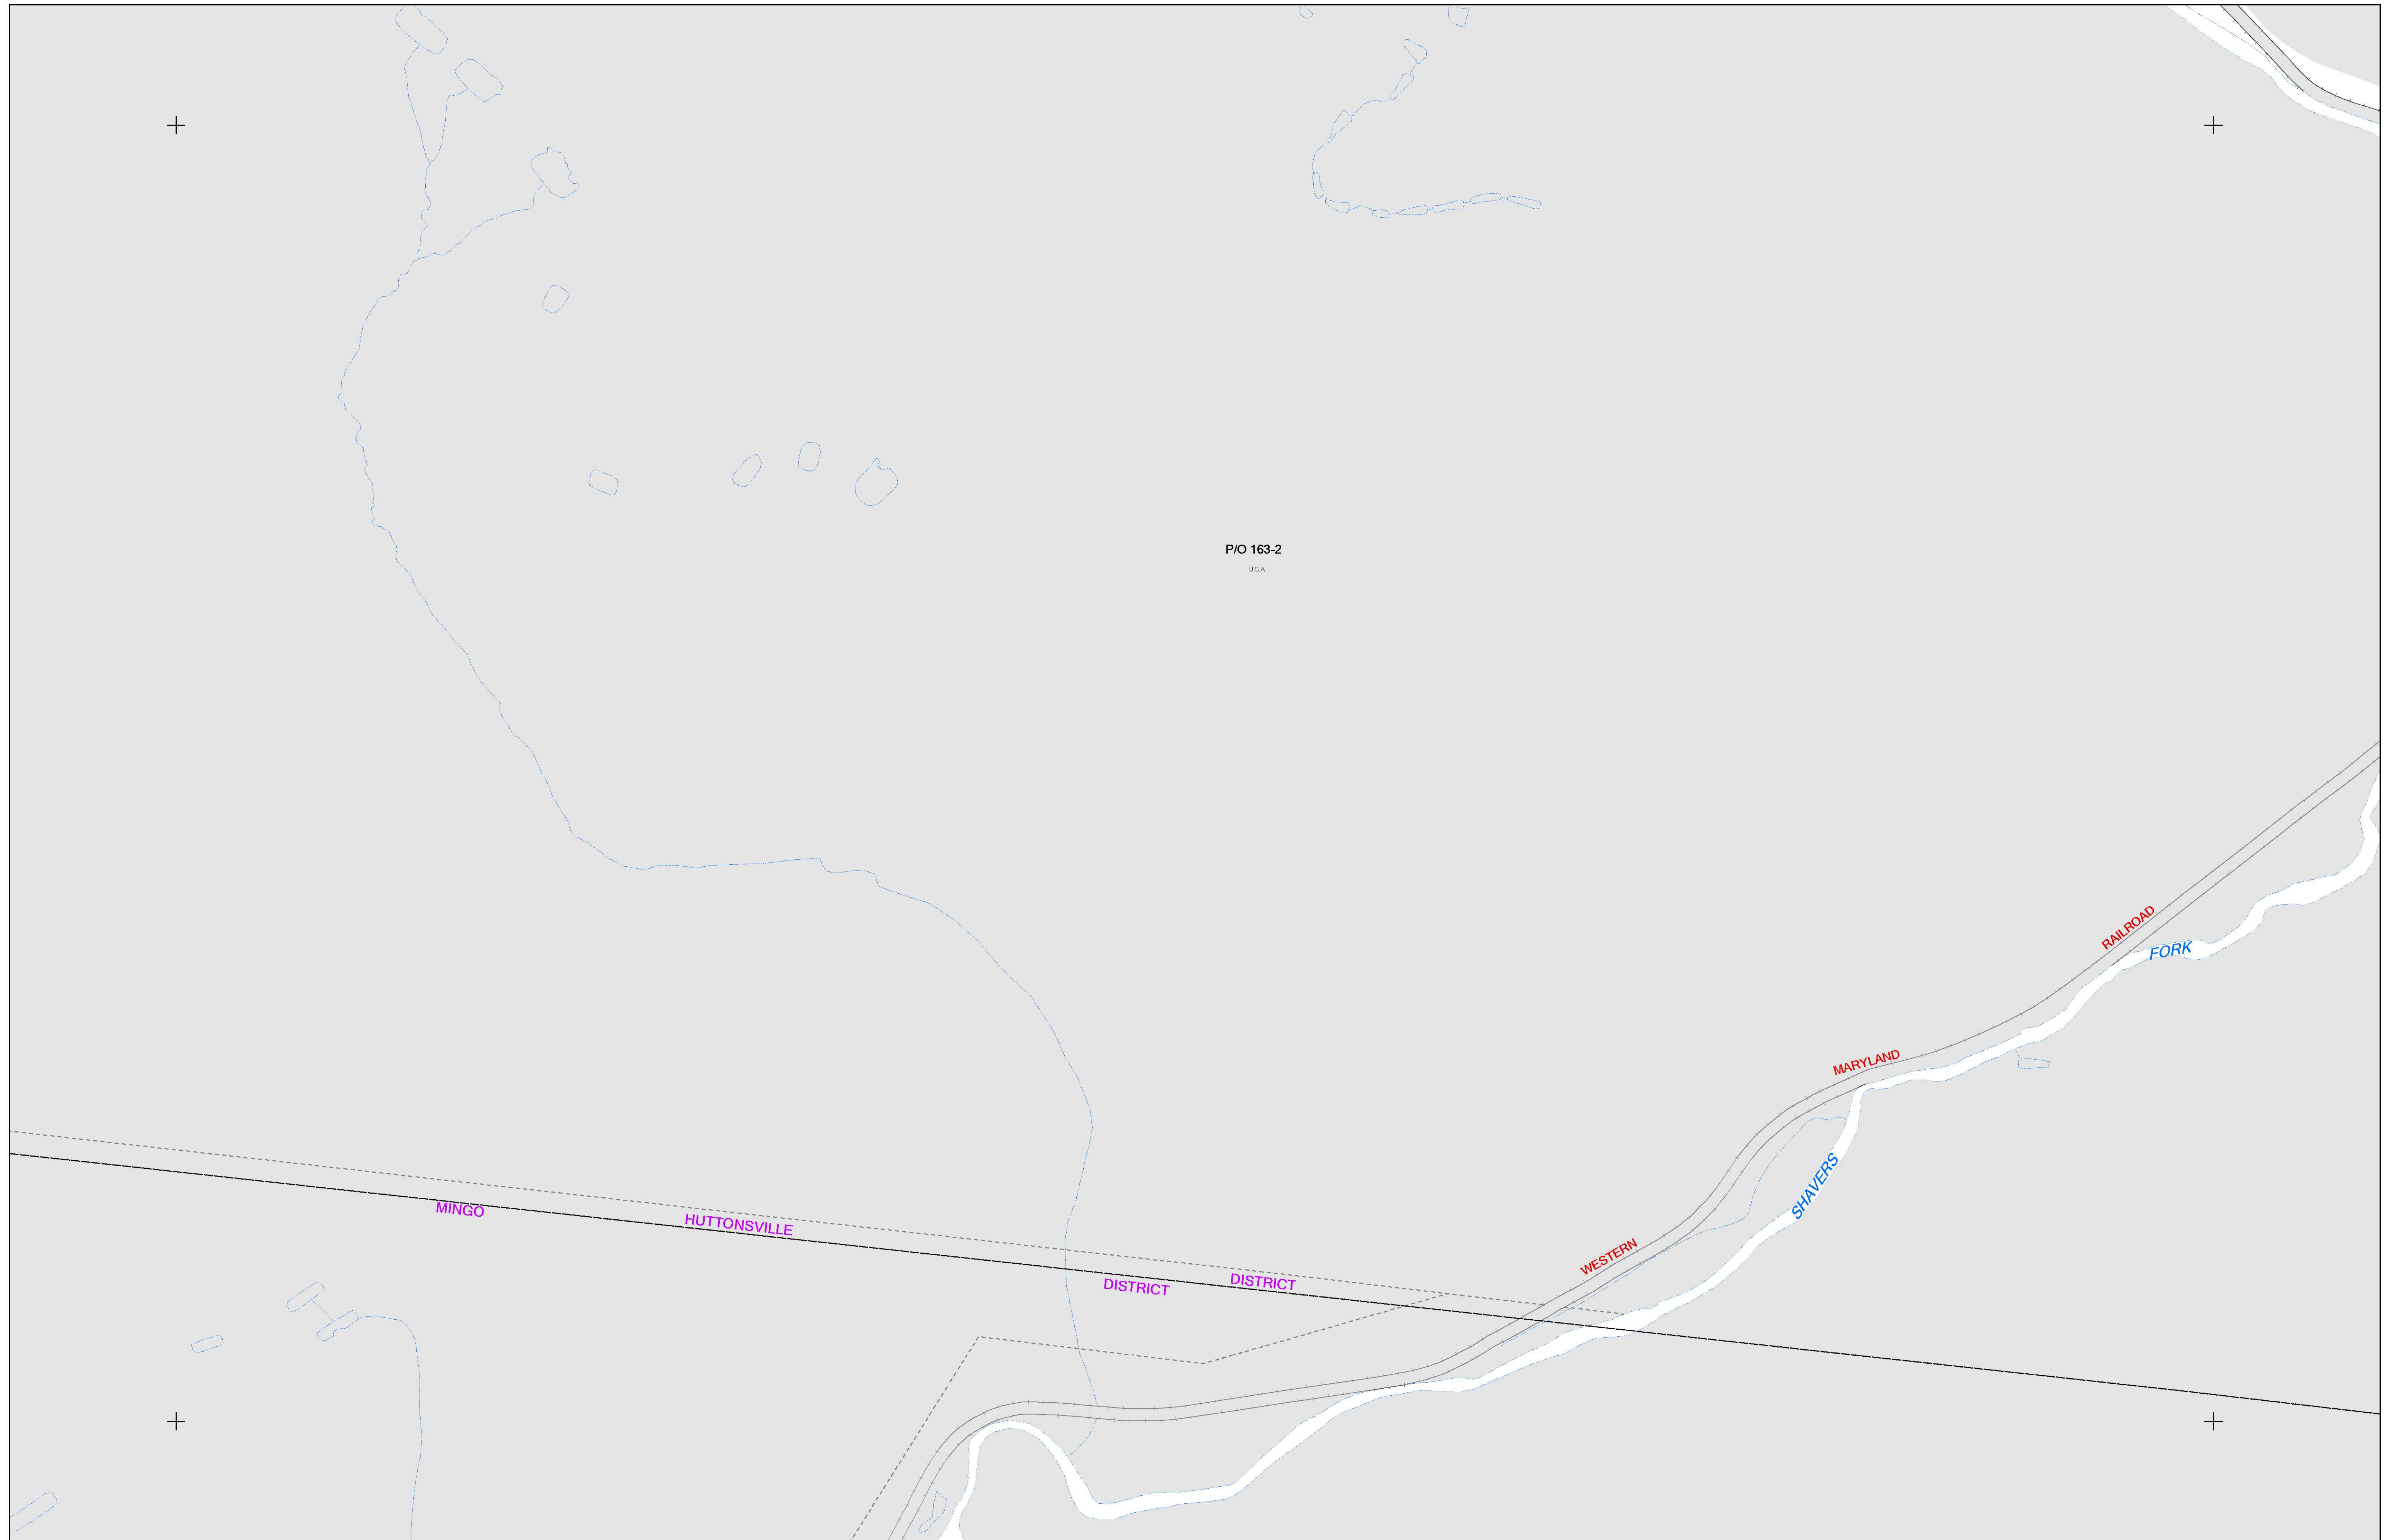 P/O 163-2
U.S.A
RAILROAD
FORK
MARYLAND
SHAVERS
WESTERN
MINGO
HUTTONSVILLE
DISTRICT
DISTRICT